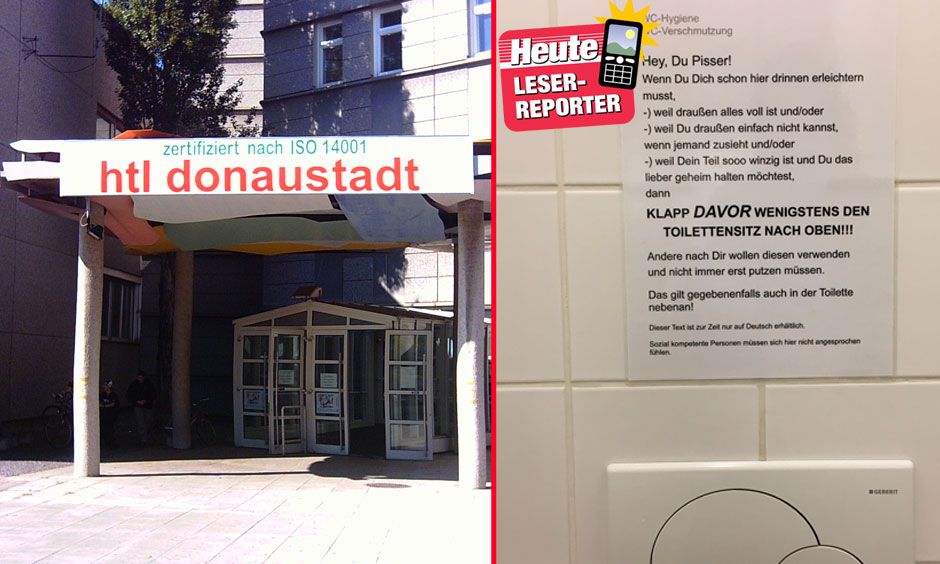 zertifiziert nach ISO 14001
htl donaustadt
Heute
LESER-
REPORTER
WC-Hygiene
WC-Verschmutzung
Hey, Du Pisser!
Wenn Du Dich schon hier drinnen erleichtern
musst,
-) weil draußen alles voll ist und/oder
-) weil Du draußen einfach nicht kannst,
wenn jemand zusieht und/oder
-) weil Dein Teil sooo winzig ist und Du das
lieber geheim halten möchtest,
dann
KLAPP DAVOR WENIGSTENS DEN
TOILETTENSITZ NACH OBEN!!!
Andere nach Dir wollen diesen verwenden
und nicht immer erst putzen müssen.
Das gilt gegebenenfalls auch in der Toilette
nebenan!
Dieser Text ist zur Zeit nur auf Deutsch erhältlich.
Sozial kompetente Personen müssen sich hier nicht angesprochen
fühlen.
GEBERIT